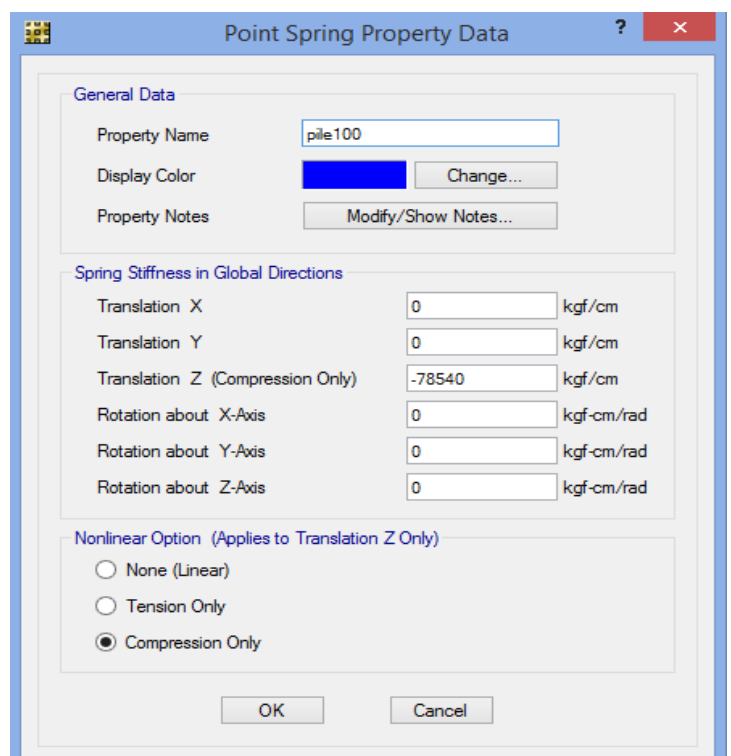 Point Spring Property Data ? ×
General Data
Property Name pile100
Display Color Change...
Property Notes Modify/Show Notes...
Spring Stiffness in Global Directions
Translation X 0 kgf/cm
Translation Y 0 kgf/cm
Translation Z (Compression Only) -78540 kgf/cm
Rotation about X-Axis 0 kgf-cm/rad
Rotation about Y-Axis 0 kgf-cm/rad
Rotation about Z-Axis 0 kgf-cm/rad
Nonlinear Option (Applies to Translation Z Only)
None (Linear)
Tension Only
Compression Only
OK Cancel